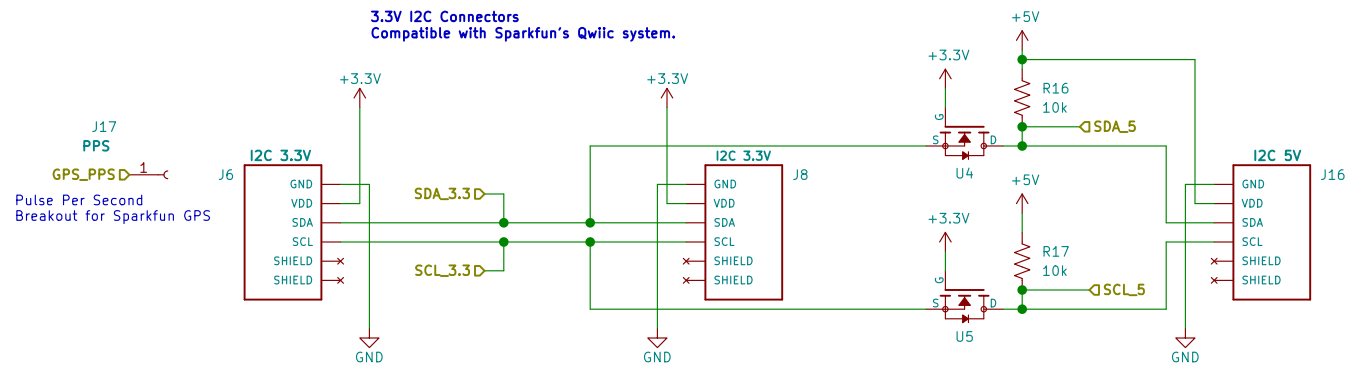 3.3V I2C Connectors
Compatible with Sparkfun's Qwiic system.
J17
PPS
GPS_PPS
1
Pulse Per Second
Breakout for Sparkfun GPS
+3.3V
I2C 3.3V
J6
GND
VDD
SDA
SCL
SHIELD
SHIELD
GND
SDA_3.3
SCL_3.3
+3.3V
I2C 3.3V
J8
GND
VDD
SDA
SCL
SHIELD
SHIELD
GND
+3.3V
G
S
D
U4
+5V
R16
10k
SDA_5
+3.3V
G
S
D
U5
+5V
R17
10k
SCL_5
I2C 5V
J16
GND
VDD
SDA
SCL
SHIELD
SHIELD
GND